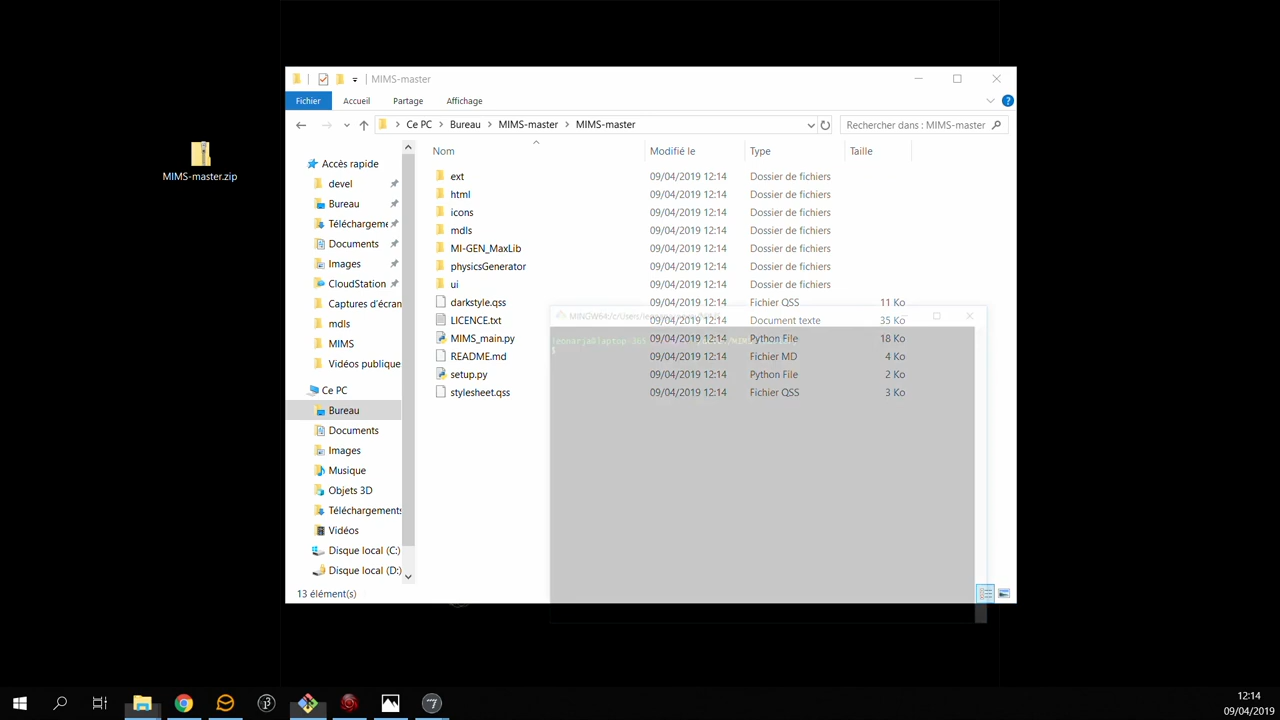 MIMS-master
Fichier Accueil Partage Affichage
Ce PC Bureau MIMS-master MIMS-master
Rechercher dans : MIMS-master
Nom Modifié le Type Taille
MIMS-master.zip
Accès rapide
devel
Bureau
Téléchargeme
Documents
Images
CloudStation
Captures d'écran
mdls
MIMS
Vidéos publique
Ce PC
Bureau
Documents
Images
Musique
Objets 3D
Téléchargements
Vidéos
Disque local (C:)
Disque local (D:)
ext 09/04/2019 12:14 Dossier de fichiers
html 09/04/2019 12:14 Dossier de fichiers
icons 09/04/2019 12:14 Dossier de fichiers
mdls 09/04/2019 12:14 Dossier de fichiers
MI-GEN_MaxLib 09/04/2019 12:14 Dossier de fichiers
physicsGenerator 09/04/2019 12:14 Dossier de fichiers
ui 09/04/2019 12:14 Dossier de fichiers
darkstyle.qss 09/04/2019 12:14 Fichier QSS 11 Ko
LICENCE.txt 09/04/2019 12:14 Document texte 35 Ko
MIMS_main.py 09/04/2019 12:14 Python File 18 Ko
README.md 09/04/2019 12:14 Fichier MD 4 Ko
setup.py 09/04/2019 12:14 Python File 2 Ko
stylesheet.qss 09/04/2019 12:14 Fichier QSS 3 Ko
MINGW64:/c/Users/
$
13 élément(s)
12:14
09/04/2019